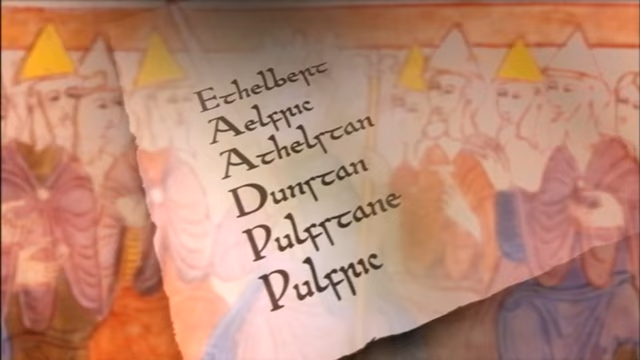 Ethelbert
Aelfric
Athelstan
Dunstan
Ƿulfstane
Ƿulfric